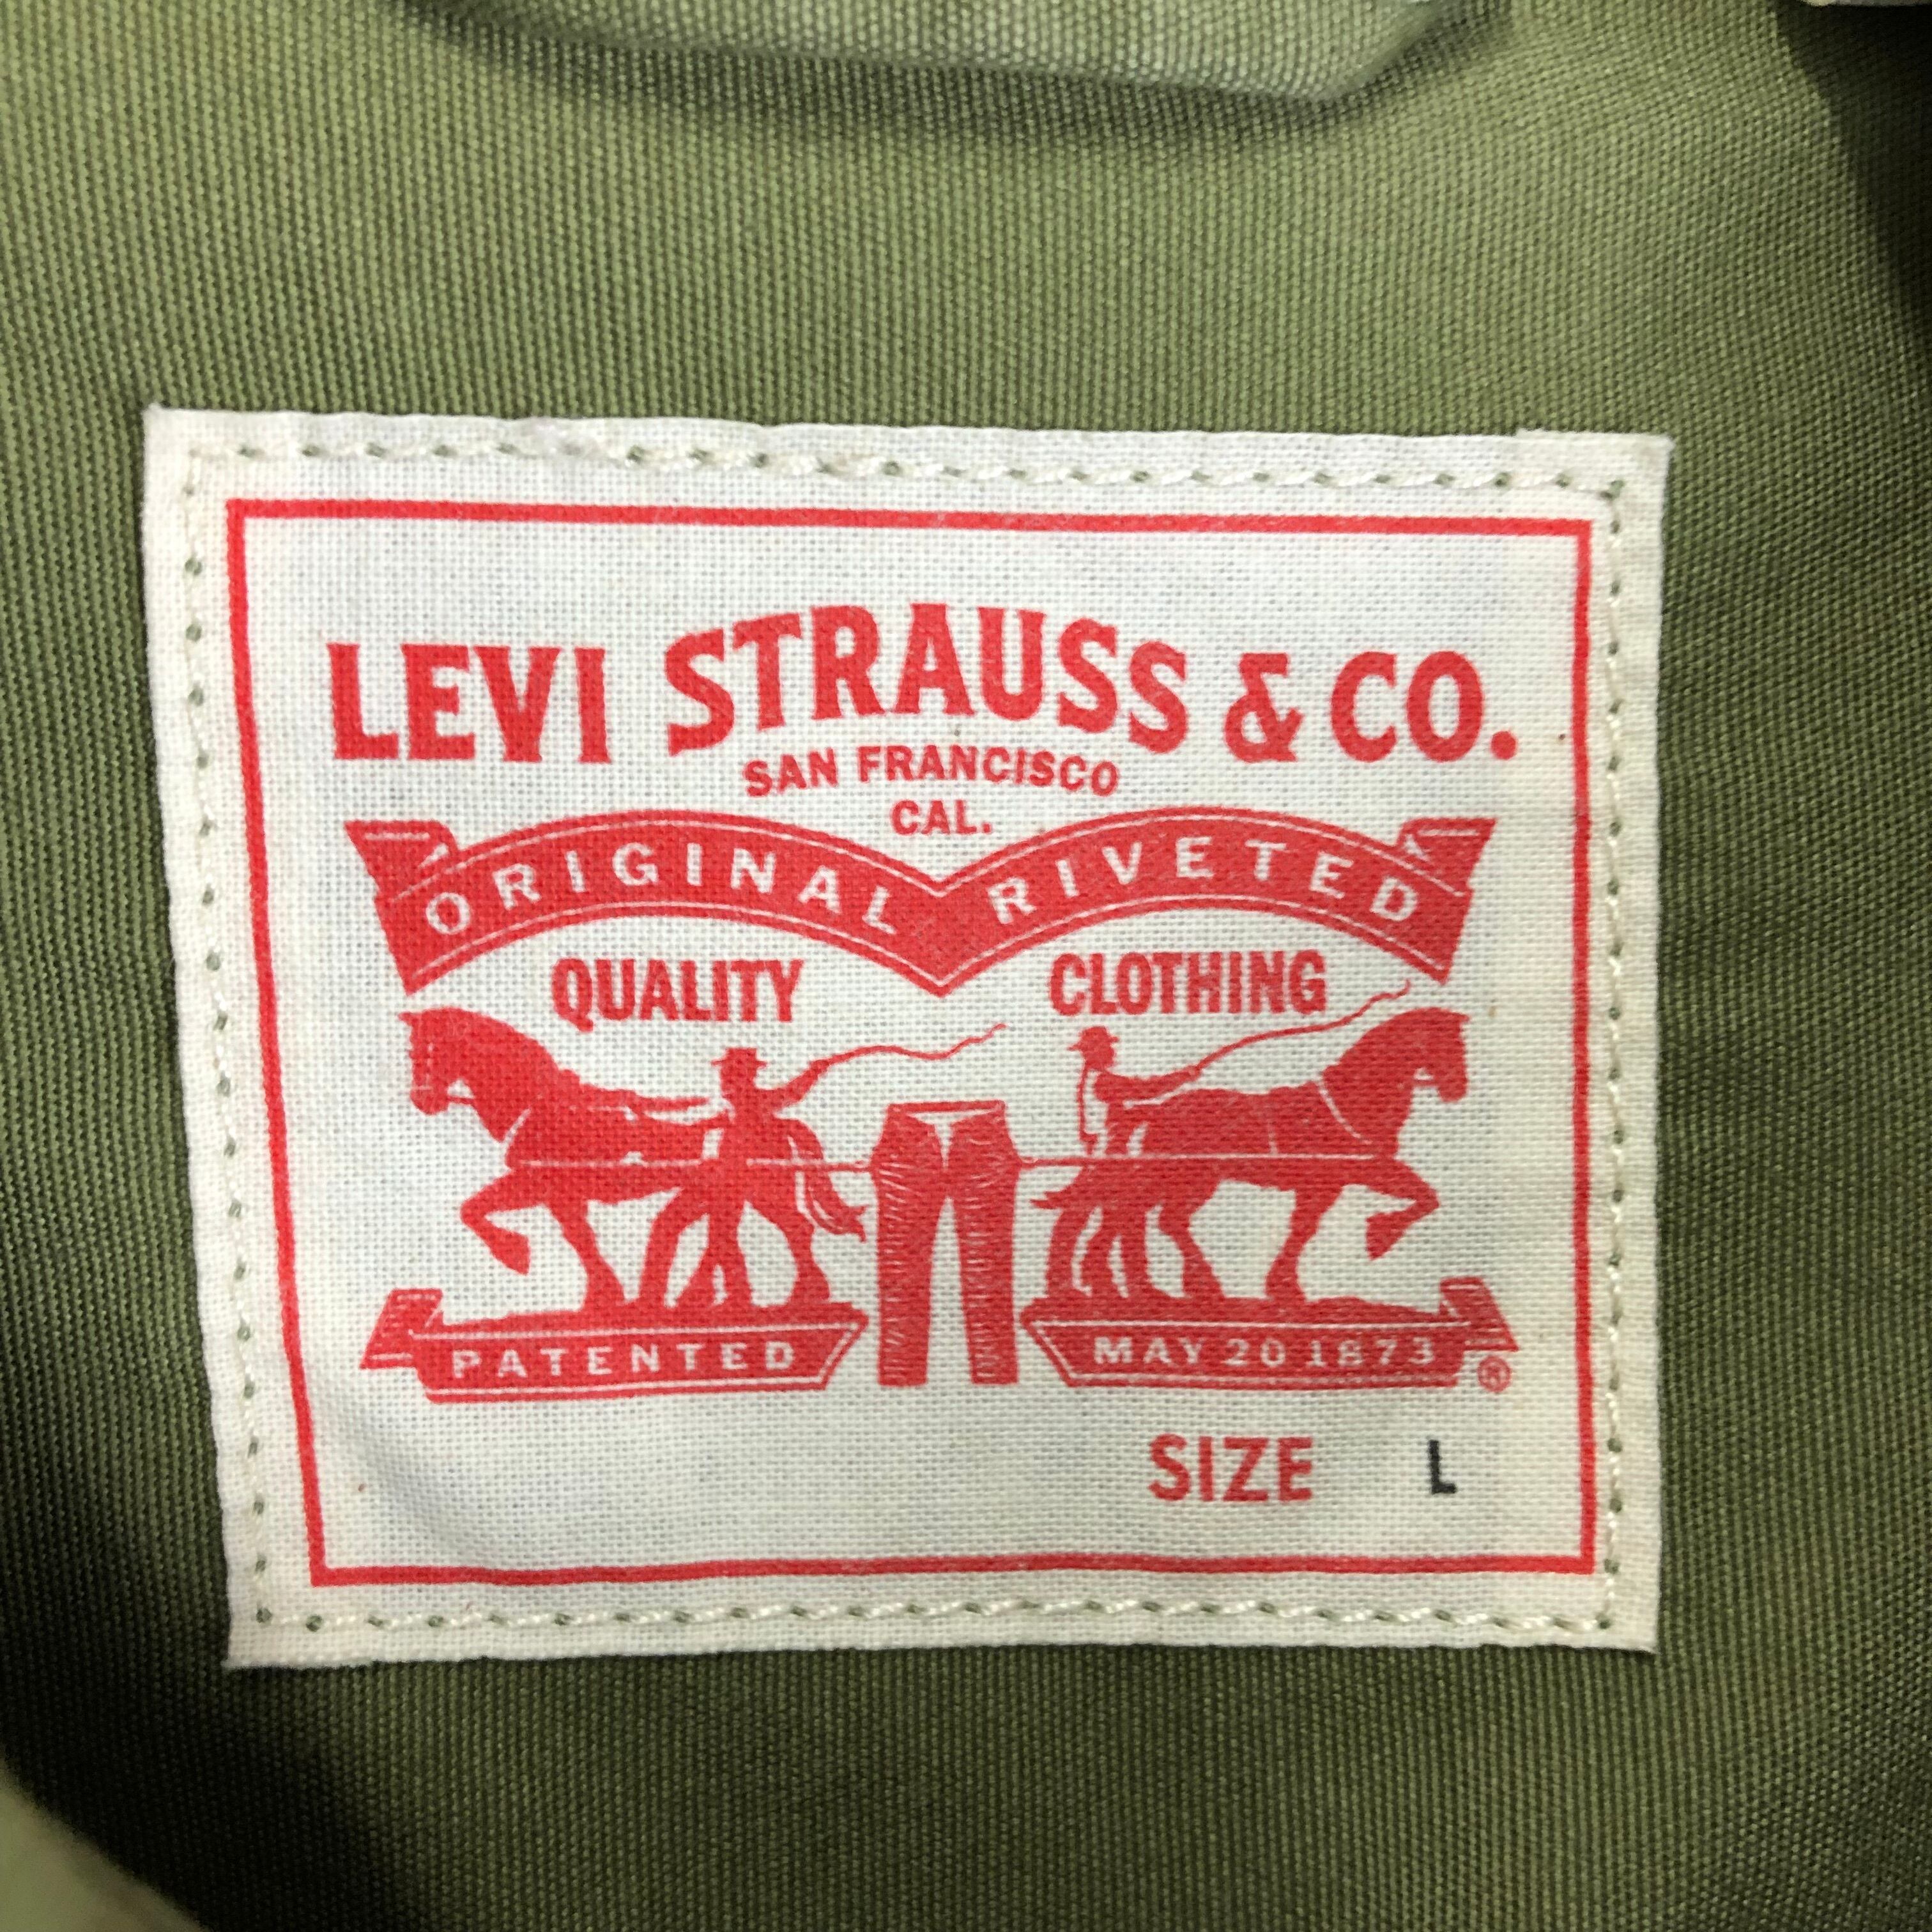 LEVI STRAUSS & CO.
SAN FRANCISCO
CAL.
ORIGINAL RIVETED
QUALITY CLOTHING
PATENTED MAY 20 1873 ®
SIZE L